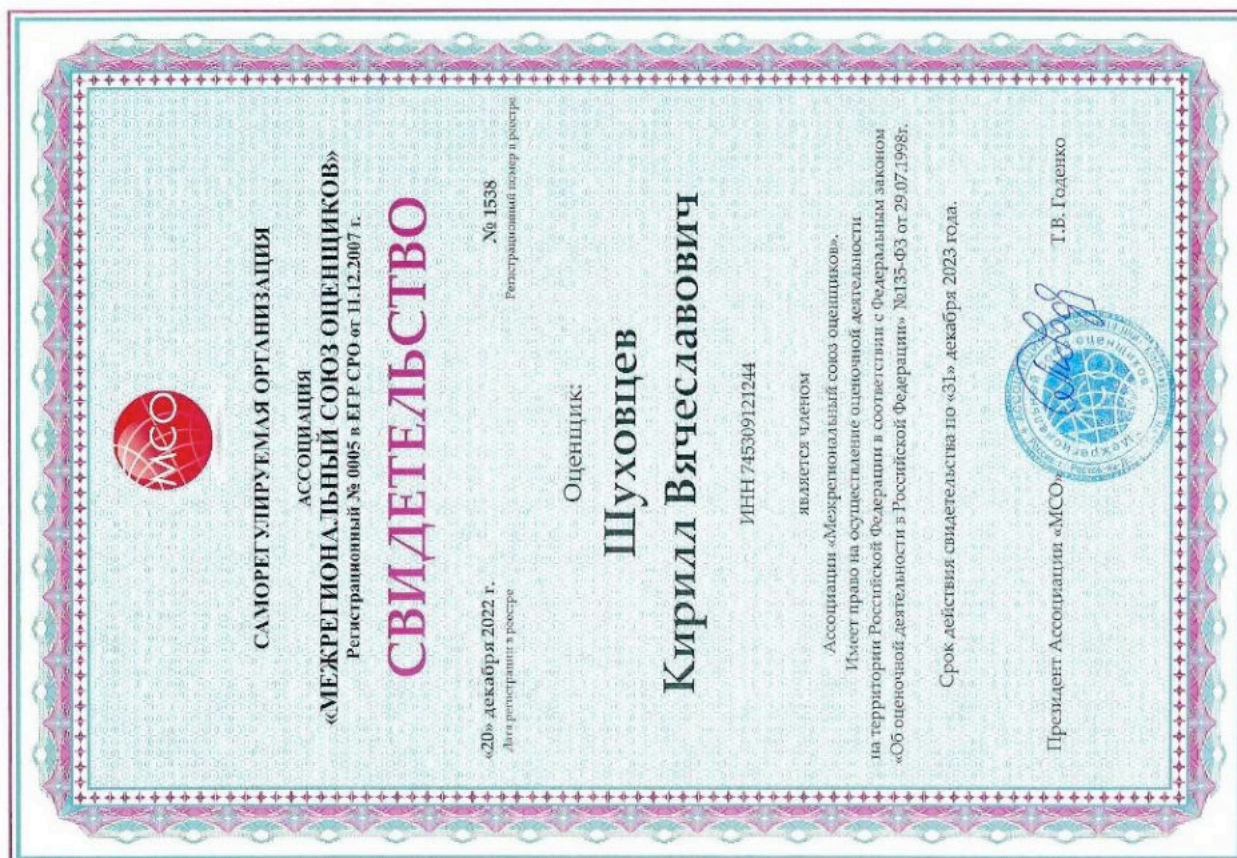 МСО
САМОРЕГУЛИРУЕМАЯ ОРГАНИЗАЦИЯ
АССОЦИАЦИЯ
«МЕЖРЕГИОНАЛЬНЫЙ СОЮЗ ОЦЕНЩИКОВ»
Регистрационный № 0005 в ЕГР СРО от 11.12.2007 г.
СВИДЕТЕЛЬСТВО
«20» декабря 2022 г. № 1538
Дата регистрации в реестре Регистрационный номер в реестре
Оценщик:
Шуховцев
Кирилл Вячеславович
ИНН 745309121244
является членом
Ассоциации «Межрегиональный союз оценщиков».
Имеет право на осуществление оценочной деятельности
на территории Российской Федерации в соответствии с Федеральным законом
«Об оценочной деятельности в Российской Федерации» №135-ФЗ от 29.07.1998г.
Срок действия свидетельства по «31» декабря 2023 года.
Президент Ассоциации «МСО» Т.В. Годенко